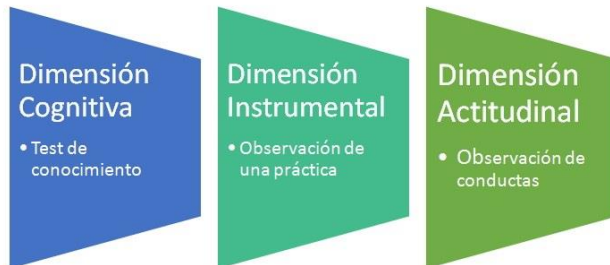 Dimensión
Cognitiva
• Test de
conocimiento
Dimensión
Instrumental
• Observación de
una práctica
Dimensión
Actitudinal
• Observación de
conductas